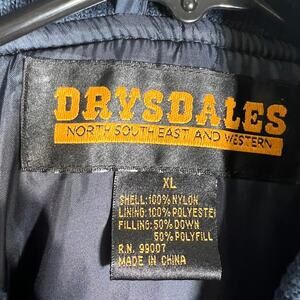 DRYSDALES
NORTH SOUTH EAST AND WESTERN
XL
SHELL: 100% NYLON
LINING: 100% POLYESTER
FILLING: 50% DOWN
50% POLYFILL
R.N. 99007
MADE IN CHINA